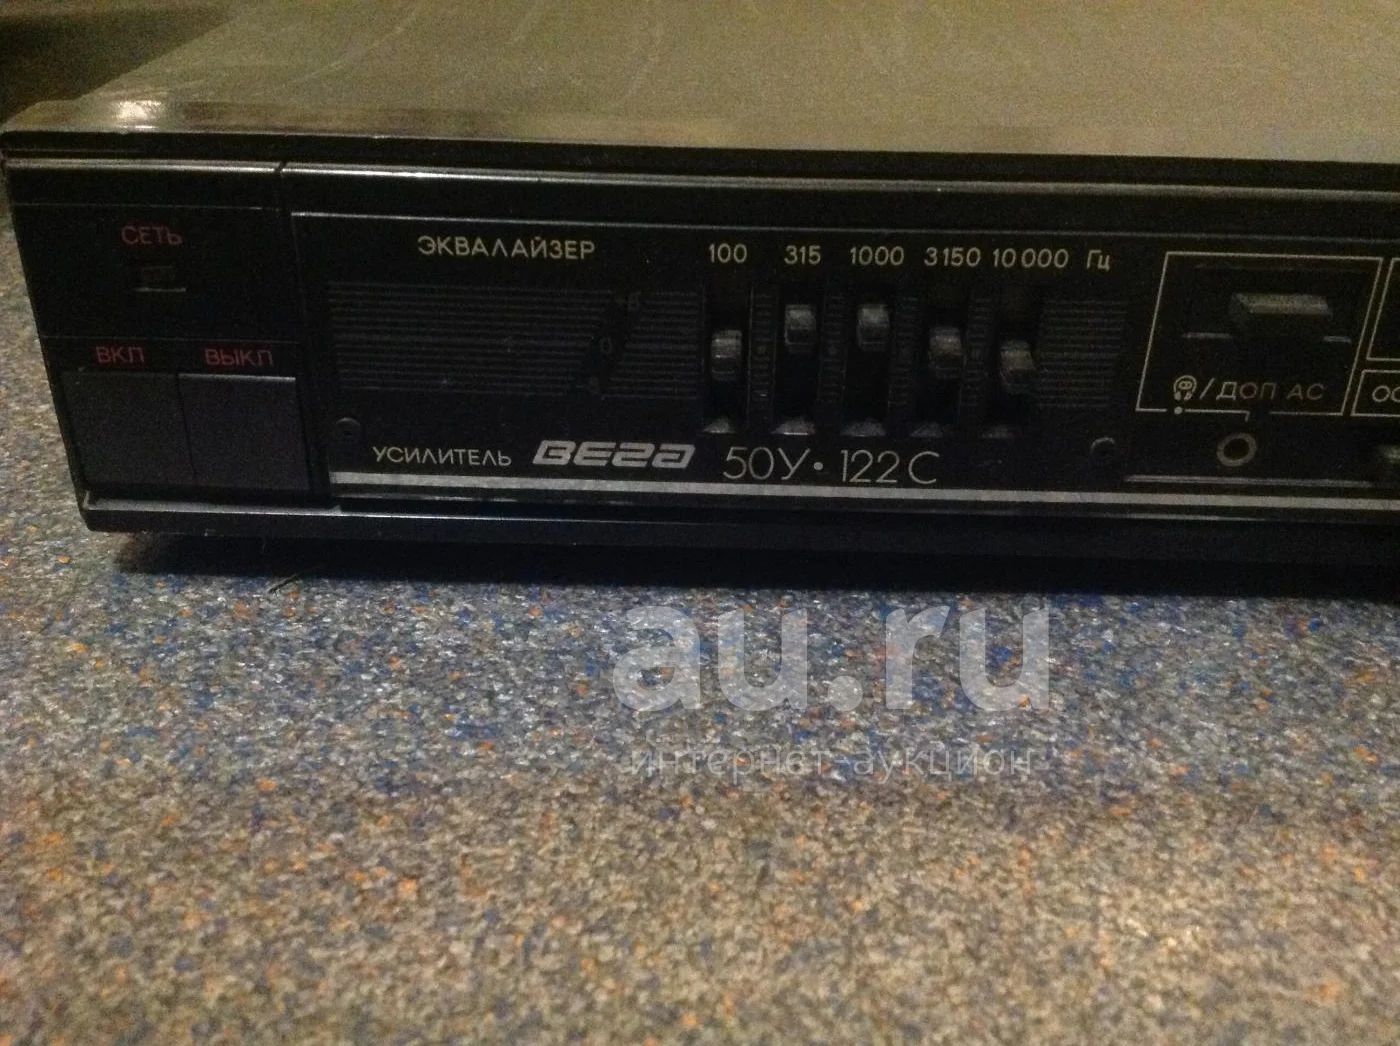 СЕТЬ
ЭКВАЛАЙЗЕР
100 315 1000 3150 10 000 Гц
0
ВКЛ ВЫКЛ
/ДОП АС
УСИЛИТЕЛЬ ВЕГА 50У·122С
au.ru
интернет-аукцион